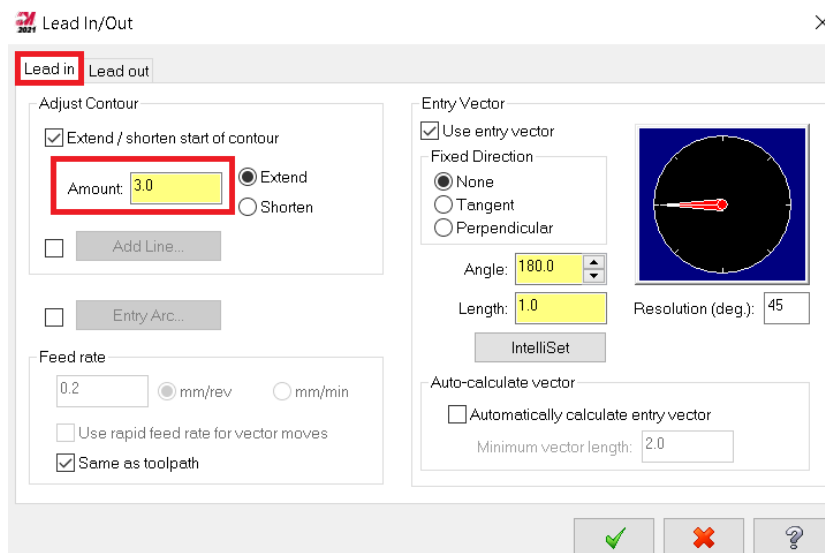 2021 Lead In/Out
Lead in Lead out
Adjust Contour
Extend / shorten start of contour
Amount: 3.0
Extend
Shorten
Add Line...
Entry Arc...
Feed rate
0.2 mm/rev mm/min
Use rapid feed rate for vector moves
Same as toolpath
Entry Vector
Use entry vector
Fixed Direction
None
Tangent
Perpendicular
Angle: 180.0
Length: 1.0
Resolution (deg.): 45
IntelliSet
Auto-calculate vector
Automatically calculate entry vector
Minimum vector length: 2.0